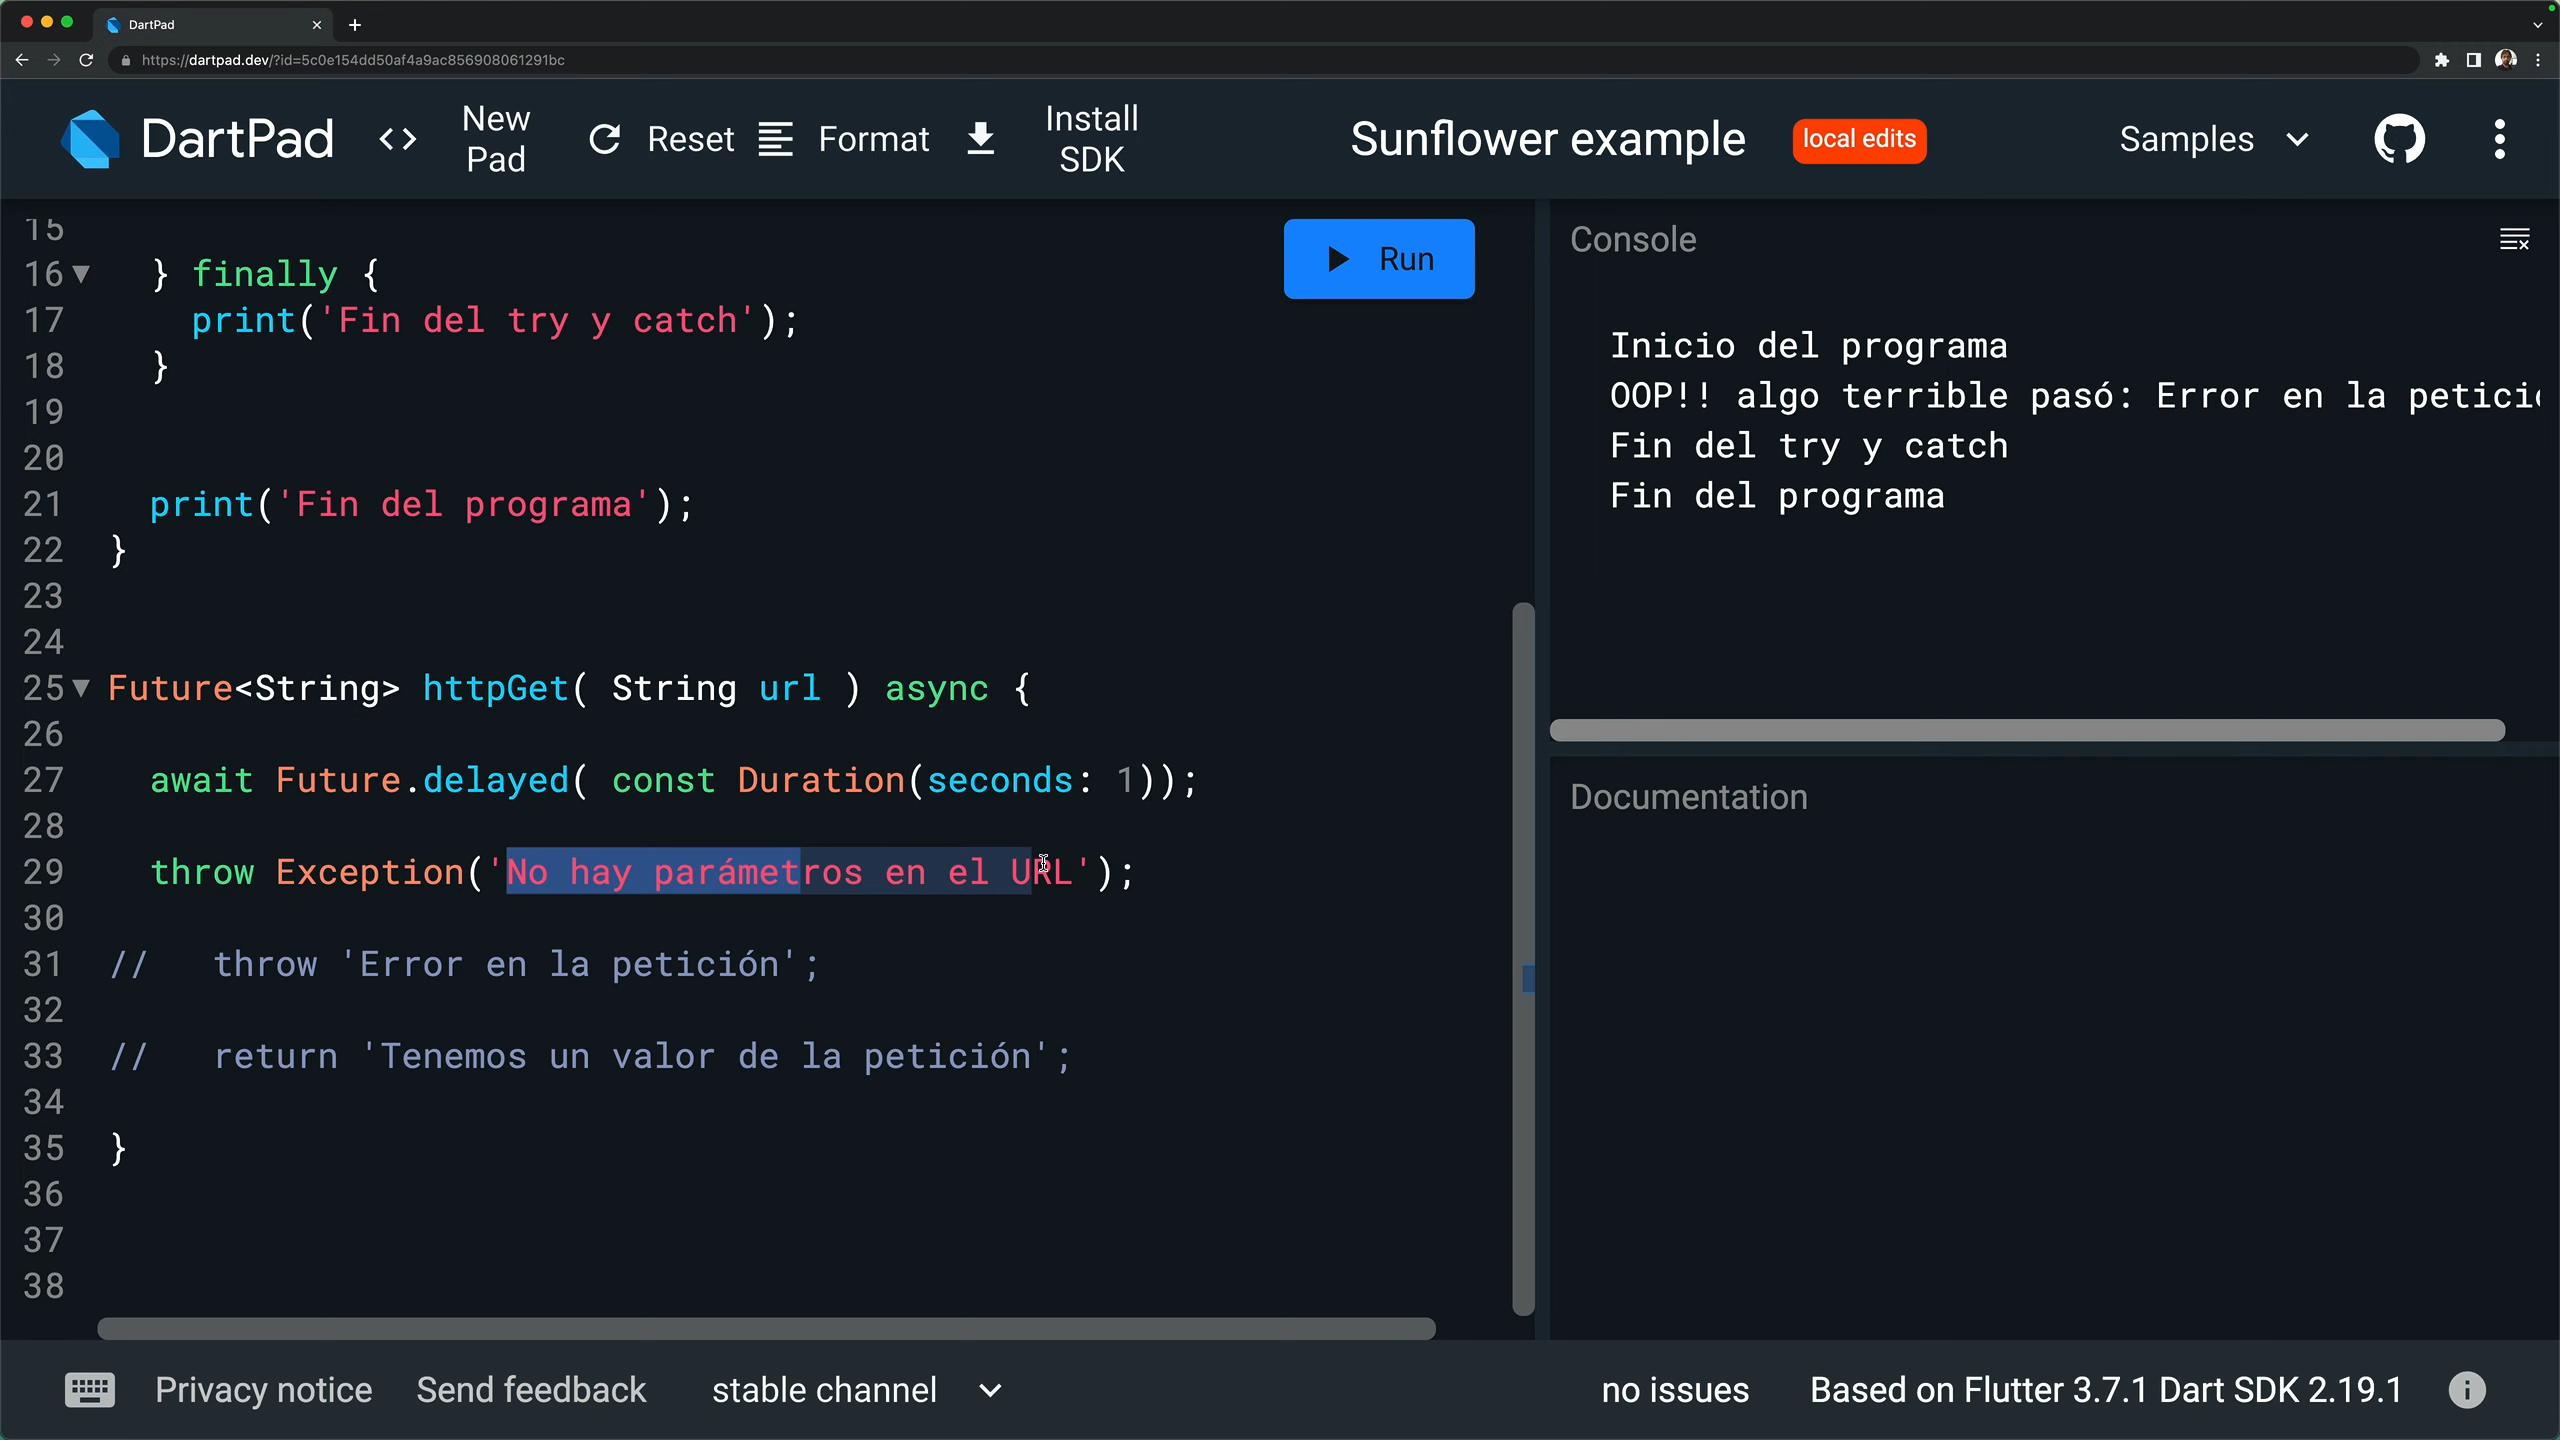 DartPad
https://dartpad.dev/?id=5c0e154dd50af4a9ac856908061291bc
DartPad
<> New Pad
Reset
Format
Install SDK
Sunflower example
local edits
Samples
15
16 } finally {
17 print('Fin del try y catch');
18 }
19
20
21 print('Fin del programa');
22 }
23
24
25 Future<String> httpGet( String url ) async {
26
27 await Future.delayed( const Duration(seconds: 1));
28
29 throw Exception('No hay parámetros en el URL');
30
31 // throw 'Error en la petición';
32
33 // return 'Tenemos un valor de la petición';
34
35 }
36
37
38
Run
Console
Inicio del programa
OOP!! algo terrible pasó: Error en la petici
Fin del try y catch
Fin del programa
Documentation
Privacy notice
Send feedback
stable channel
no issues
Based on Flutter 3.7.1 Dart SDK 2.19.1